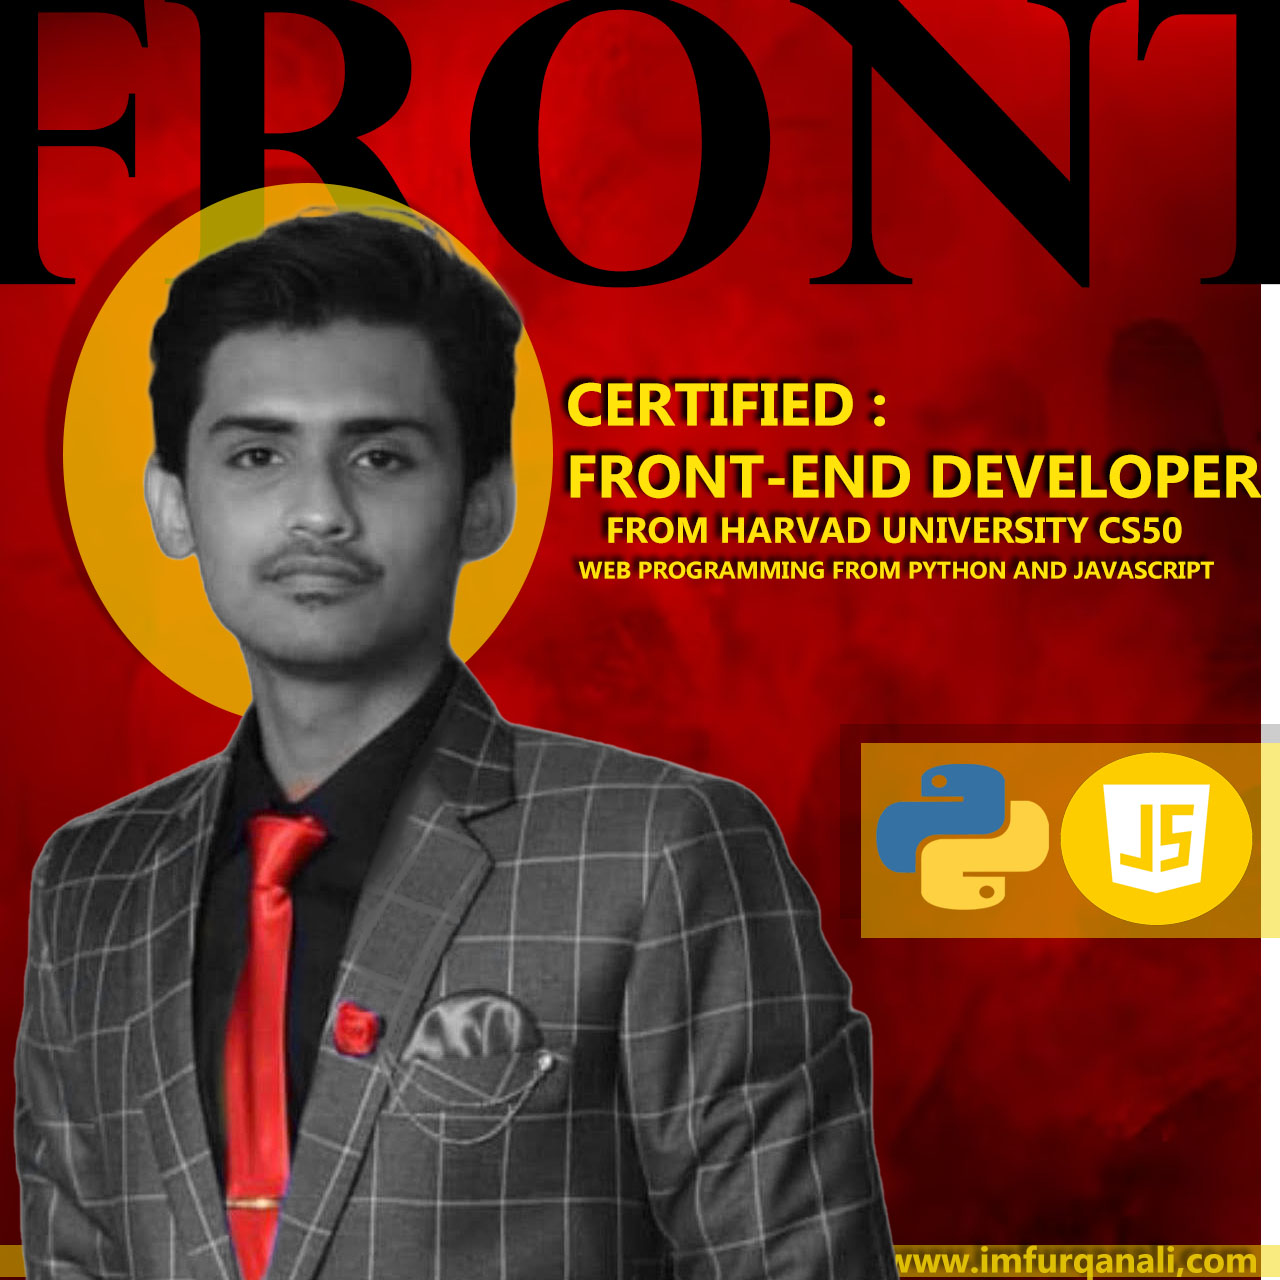 FRONT
CERTIFIED :
FRONT-END DEVELOPER
FROM HARVAD UNIVERSITY CS50
WEB PROGRAMMING FROM PYTHON AND JAVASCRIPT
JS
www.imfurqanali,com